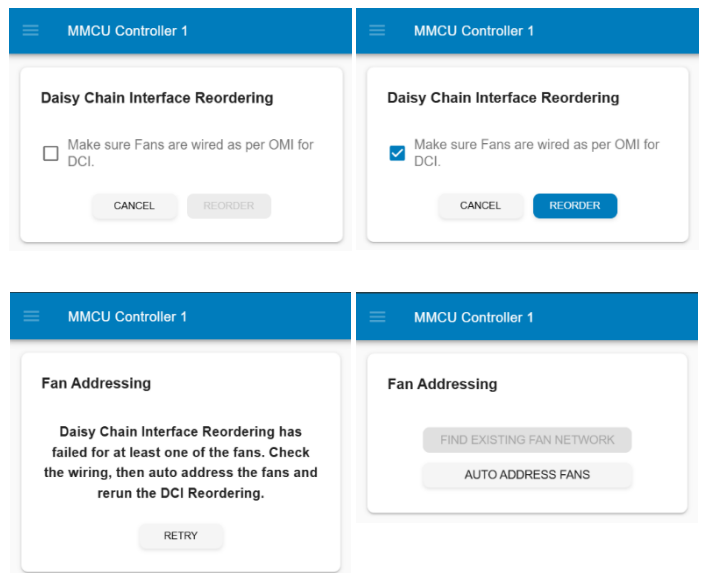 MMCU Controller 1
Daisy Chain Interface Reordering
Make sure Fans are wired as per OMI for
DCI.
CANCEL
REORDER
MMCU Controller 1
Daisy Chain Interface Reordering
Make sure Fans are wired as per OMI for
DCI.
CANCEL
REORDER
MMCU Controller 1
Fan Addressing
Daisy Chain Interface Reordering has
failed for at least one of the fans. Check
the wiring, then auto address the fans and
rerun the DCI Reordering.
RETRY
MMCU Controller 1
Fan Addressing
FIND EXISTING FAN NETWORK
AUTO ADDRESS FANS